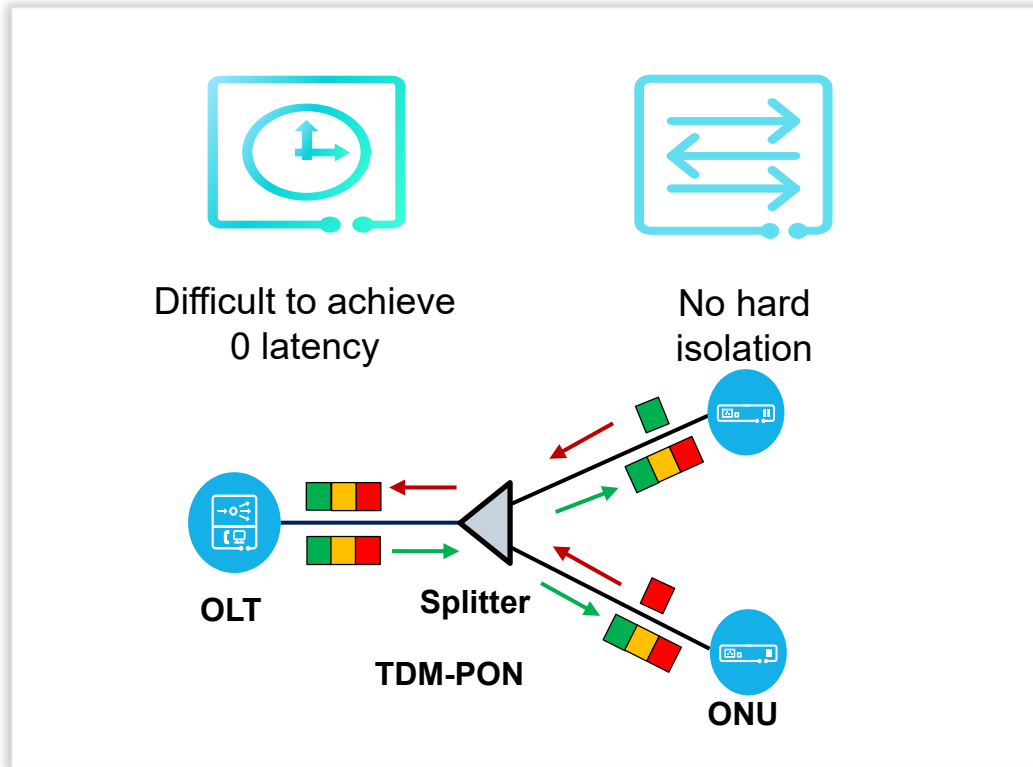 Difficult to achieve
0 latency
No hard
isolation
OLT
Splitter
TDM-PON
ONU